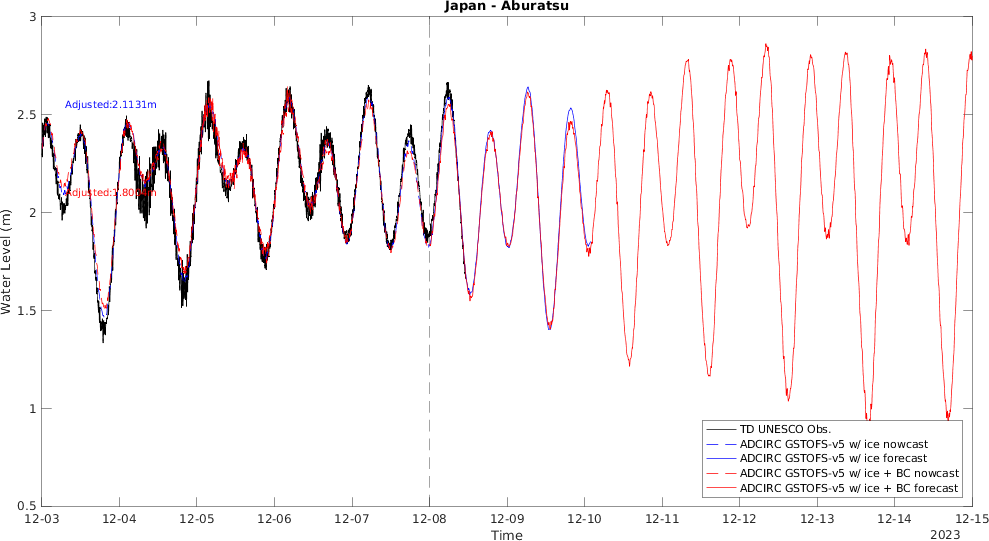 Japan - Aburatsu
Water Level (m)
3
2.5
2
1.5
1
0.5
Adjusted:2.1131m
12-03
12-04
12-05
12-06
12-07
12-08
12-09
12-10
12-11
12-12
12-13
12-14
12-15
Time
2023
TD UNESCO Obs.
ADCIRC GSTOFS-v5 w/ ice nowcast
ADCIRC GSTOFS-v5 w/ ice forecast
ADCIRC GSTOFS-v5 w/ ice + BC nowcast
ADCIRC GSTOFS-v5 w/ ice + BC forecast